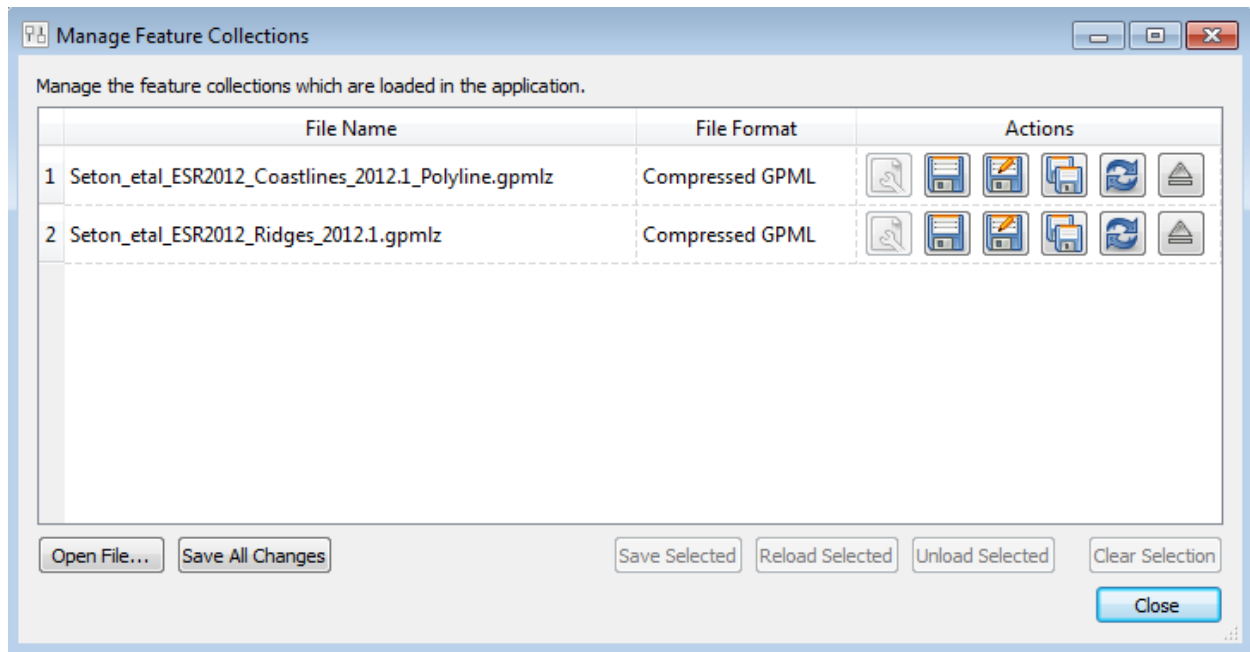 Manage Feature Collections
Manage the feature collections which are loaded in the application.
File Name File Format Actions
1 Seton_etal_ESR2012_Coastlines_2012.1_Polyline.gpmlz Compressed GPML
2 Seton_etal_ESR2012_Ridges_2012.1.gpmlz Compressed GPML
Open File... Save All Changes Save Selected Reload Selected Unload Selected Clear Selection
Close